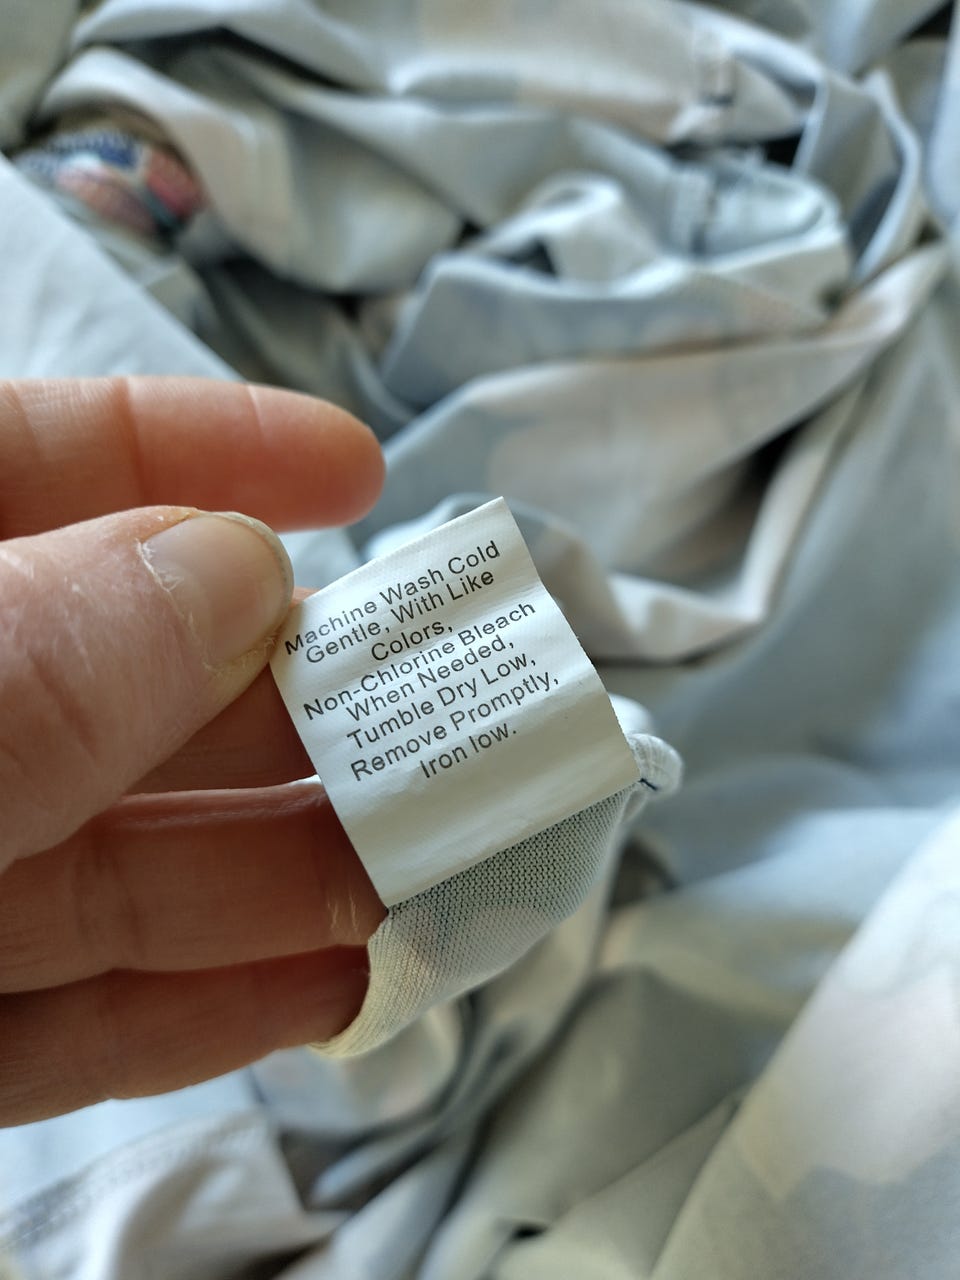 Machine Wash Cold
Gentle, With Like
Colors,
Non-Chlorine Bleach
When Needed,
Tumble Dry Low,
Remove Promptly,
Iron low.